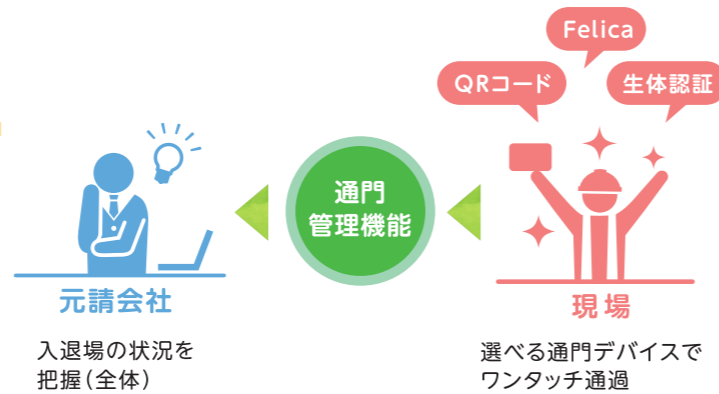 Felica
QRコード
生体認証
通門
管理機能
元請会社
現場
入退場の状況を
把握(全体)
選べる通門デバイスで
ワンタッチ通過